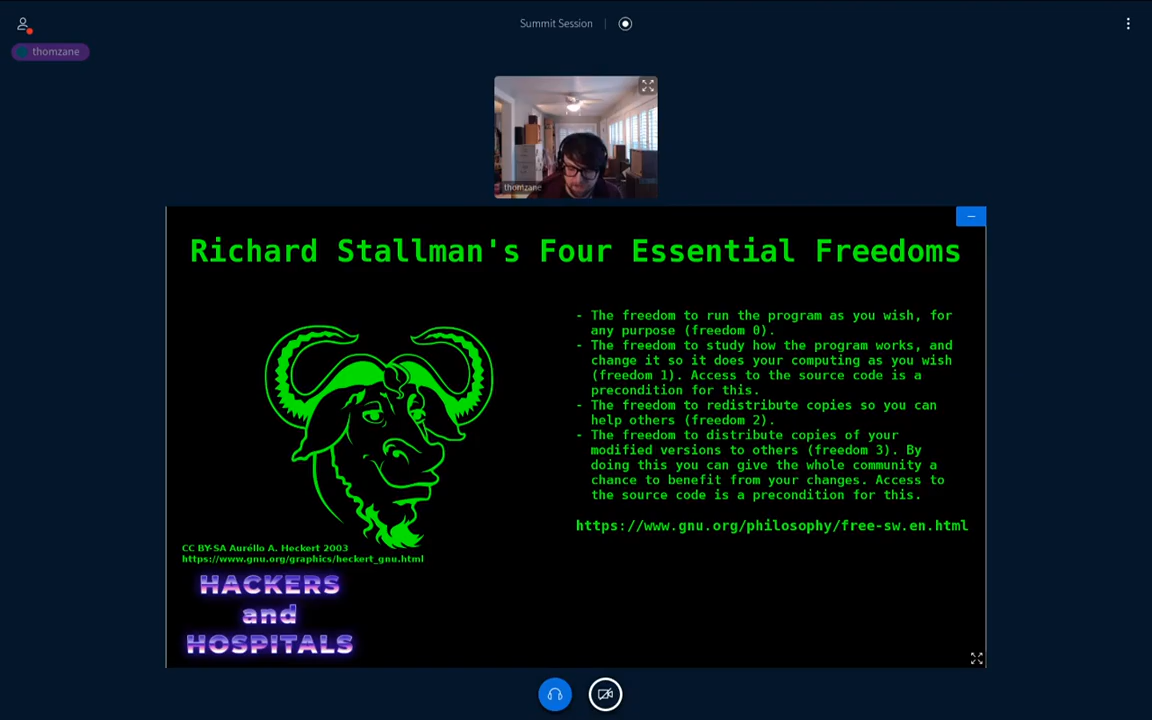 Summit Session
thomzane
thomzane
Richard Stallman's Four Essential Freedoms
- The freedom to run the program as you wish, for
any purpose (freedom 0).
- The freedom to study how the program works, and
change it so it does your computing as you wish
(freedom 1). Access to the source code is a
precondition for this.
- The freedom to redistribute copies so you can
help others (freedom 2).
- The freedom to distribute copies of your
modified versions to others (freedom 3). By
doing this you can give the whole community a
chance to benefit from your changes. Access to
the source code is a precondition for this.
https://www.gnu.org/philosophy/free-sw.en.html
CC BY-SA Aurélio A. Heckert 2003
https://www.gnu.org/graphics/heckert_gnu.html
HACKERS
and
HOSPITALS